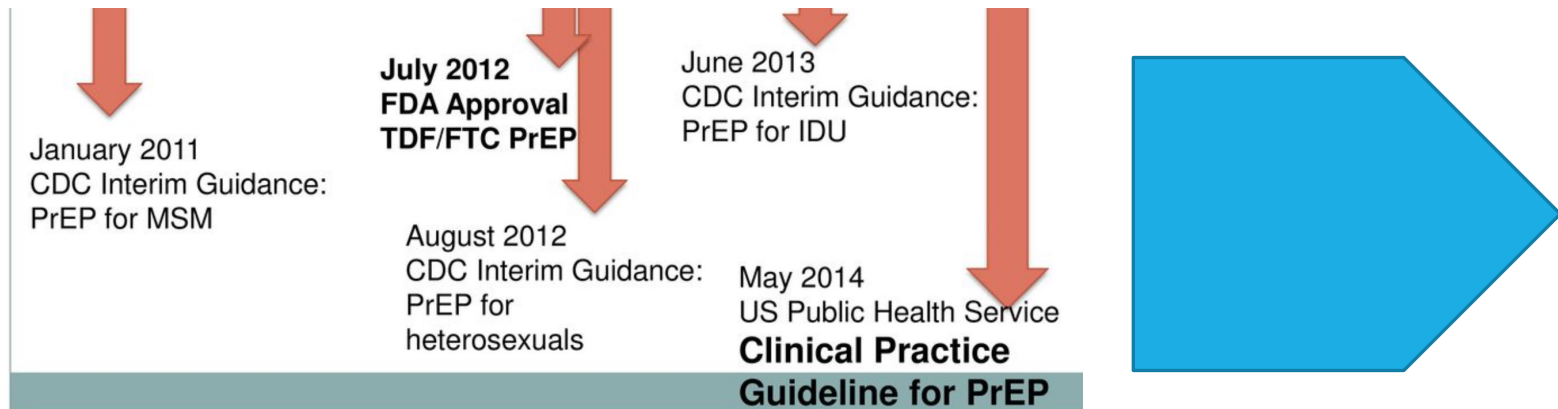 January 2011
CDC Interim Guidance:
PrEP for MSM
July 2012
FDA Approval
TDF/FTC PrEP
August 2012
CDC Interim Guidance:
PrEP for
heterosexuals
June 2013
CDC Interim Guidance:
PrEP for IDU
May 2014
US Public Health Service
Clinical Practice
Guideline for PrEP